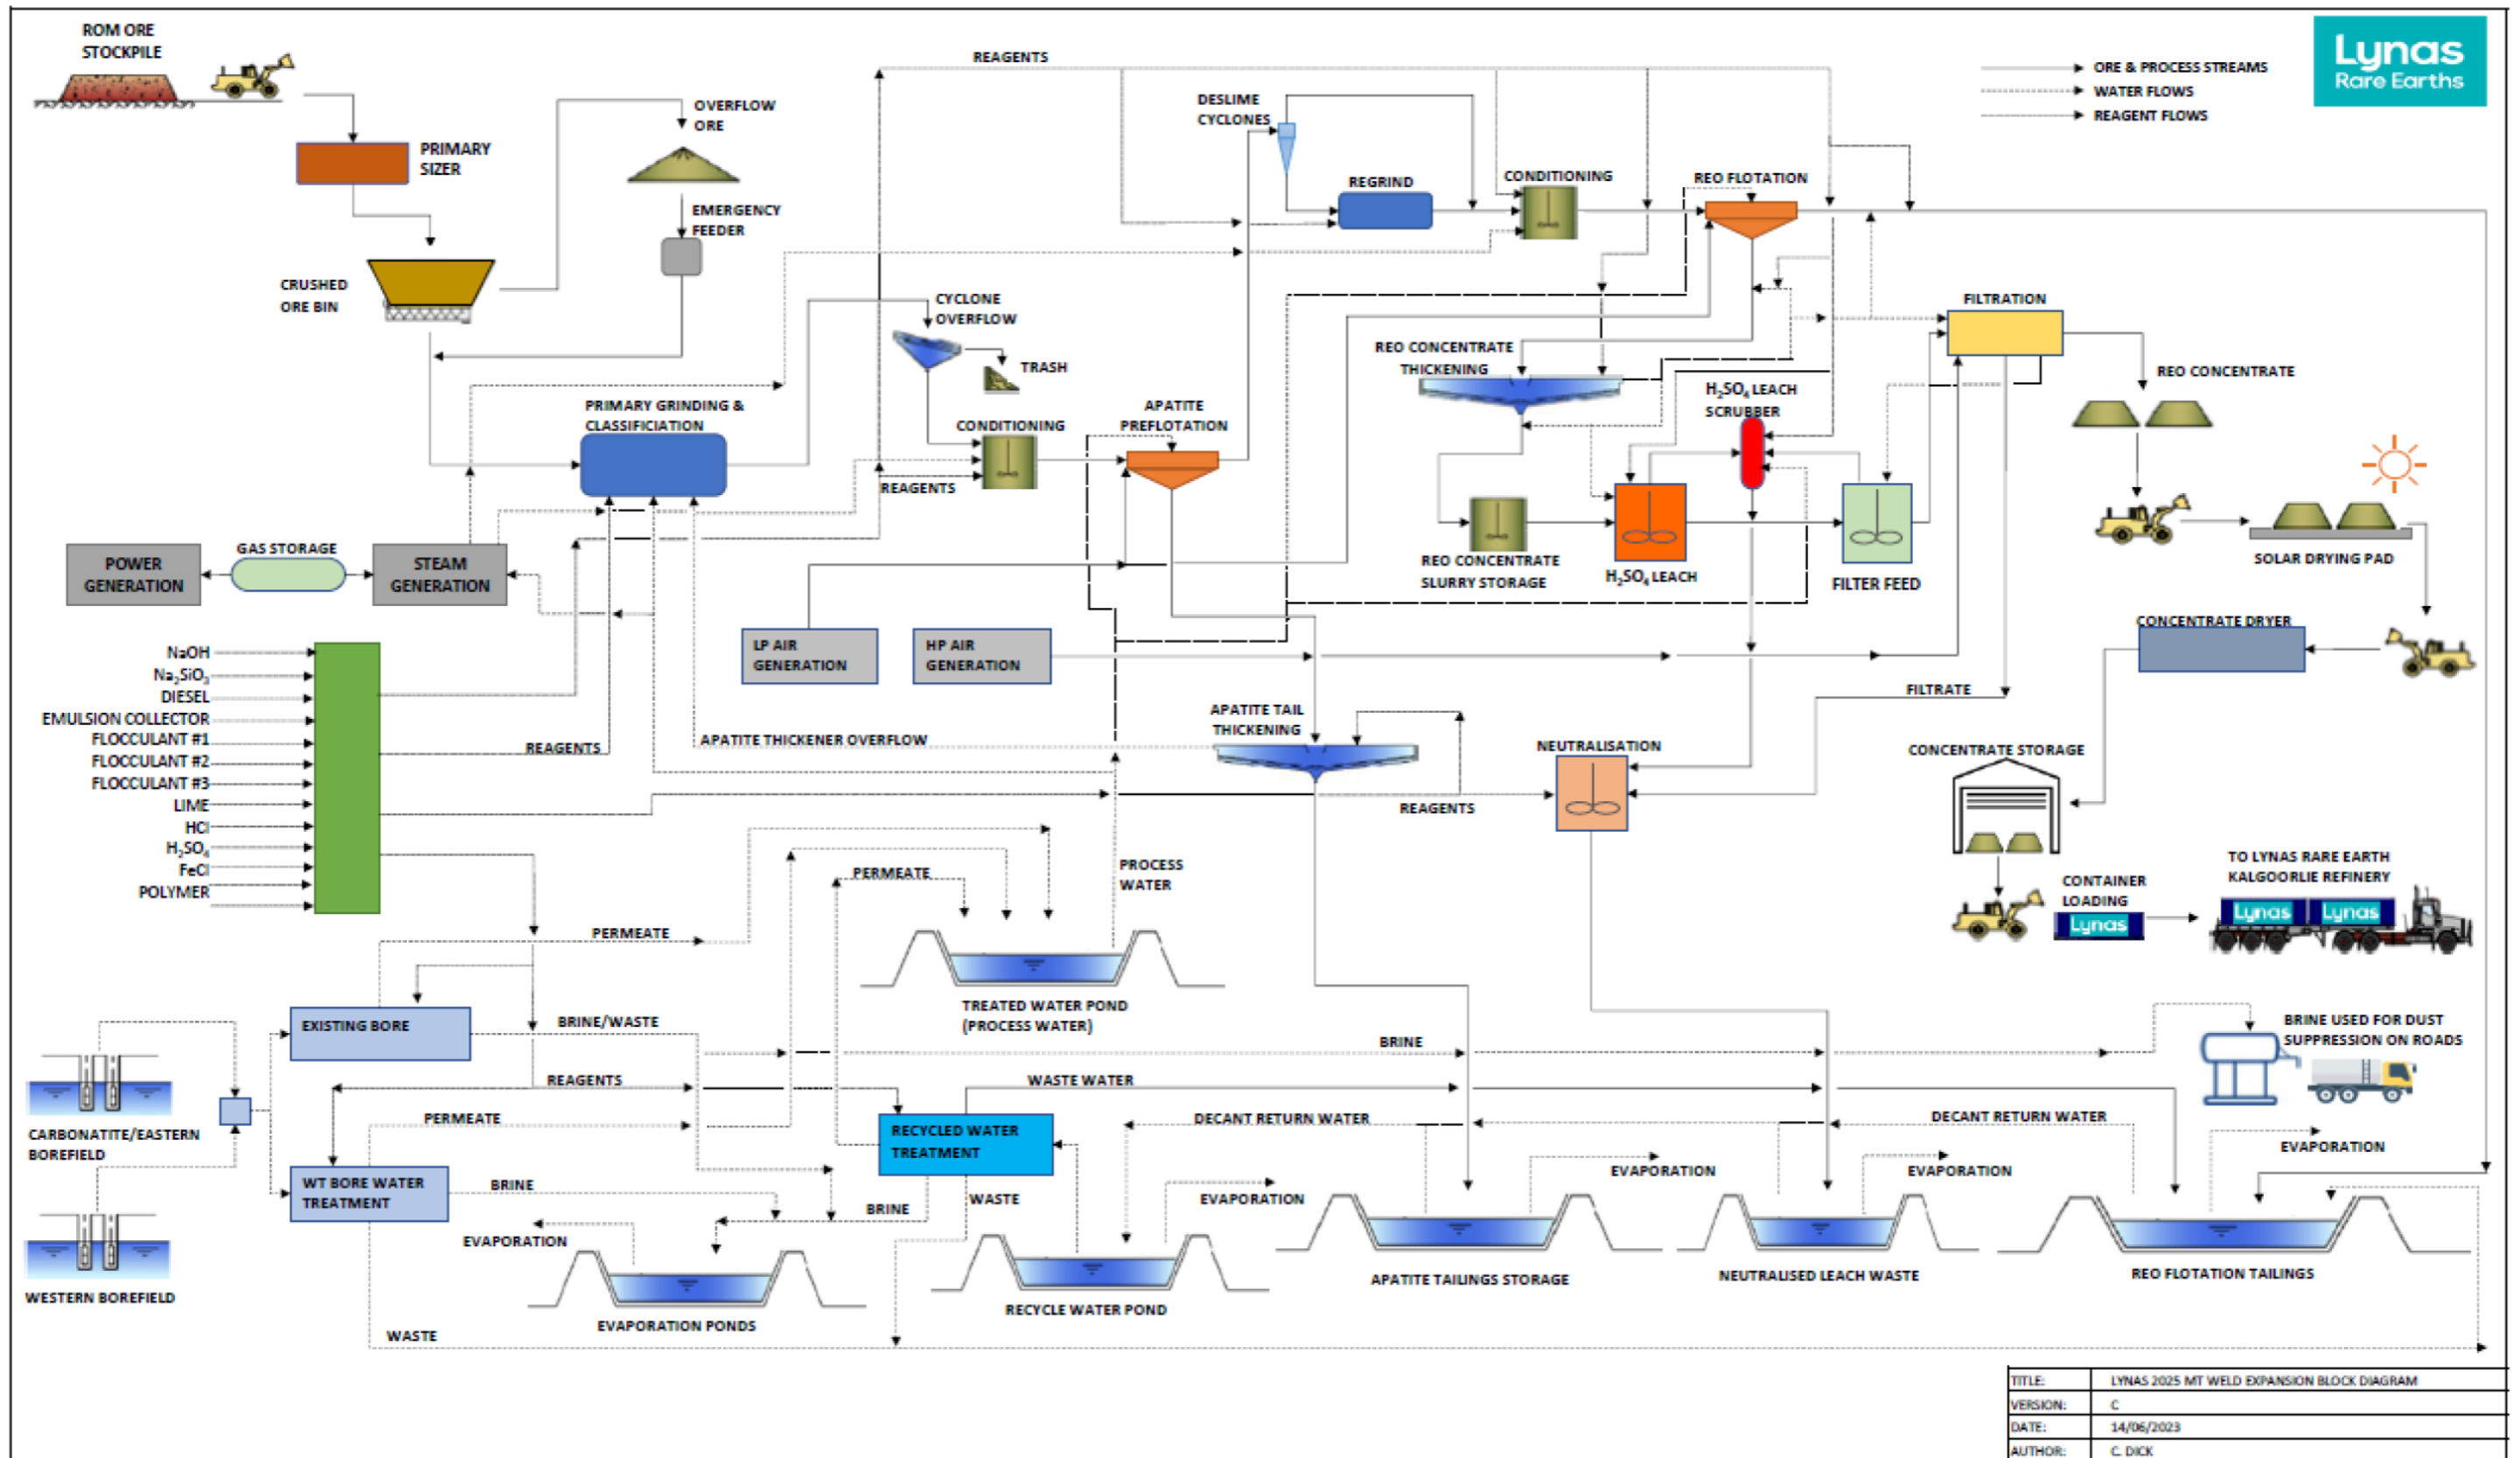 ROM ORE
STOCKPILE
REAGENTS
ORE & PROCESS STREAMS
WATER FLOWS
REAGENT FLOWS
Lynas
Rare Earths
OVERFLOW
ORE
DESLIME
CYCLONES
PRIMARY
SIZER
REGRIND
CONDITIONING
REO FLOTATION
EMERGENCY
FEEDER
CRUSHED
ORE BIN
CYCLONE
OVERFLOW
FILTRATION
TRASH
REO CONCENTRATE
THICKENING
REO CONCENTRATE
H₂SO₄ LEACH
SCRUBBER
PRIMARY GRINDING &
CLASSIFICIATION
CONDITIONING
APATITE
PREFLOTATION
REAGENTS
POWER
GENERATION
GAS STORAGE
STEAM
GENERATION
REO CONCENTRATE
SLURRY STORAGE
H₂SO₄ LEACH
FILTER FEED
SOLAR DRYING PAD
LP AIR
GENERATION
HP AIR
GENERATION
CONCENTRATE DRYER
NaOH
Na₂SiO₃
DIESEL
EMULSION COLLECTOR
FLOCCULANT #1
FLOCCULANT #2
FLOCCULANT #3
LIME
HCl
H₂SO₄
FeCl
POLYMER
REAGENTS
APATITE THICKENER OVERFLOW
APATITE TAIL
THICKENING
FILTRATE
NEUTRALISATION
REAGENTS
CONCENTRATE STORAGE
PERMEATE
PROCESS
WATER
CONTAINER
LOADING
Lynas
TO LYNAS RARE EARTH
KALGOORLIE REFINERY
Lynas
Lynas
PERMEATE
TREATED WATER POND
(PROCESS WATER)
EXISTING BORE
BRINE/WASTE
BRINE
BRINE USED FOR DUST
SUPPRESSION ON ROADS
REAGENTS
WASTE WATER
CARBONATITE/EASTERN
BOREFIELD
PERMEATE
RECYCLED WATER
TREATMENT
DECANT RETURN WATER
DECANT RETURN WATER
EVAPORATION
EVAPORATION
EVAPORATION
WT BORE WATER
TREATMENT
BRINE
BRINE
WASTE
EVAPORATION
EVAPORATION
WESTERN BOREFIELD
EVAPORATION PONDS
RECYCLE WATER POND
APATITE TAILINGS STORAGE
NEUTRALISED LEACH WASTE
REO FLOTATION TAILINGS
WASTE
TITLE: LYNAS 2025 MT WELD EXPANSION BLOCK DIAGRAM
VERSION: C
DATE: 14/06/2023
AUTHOR: C. DICK